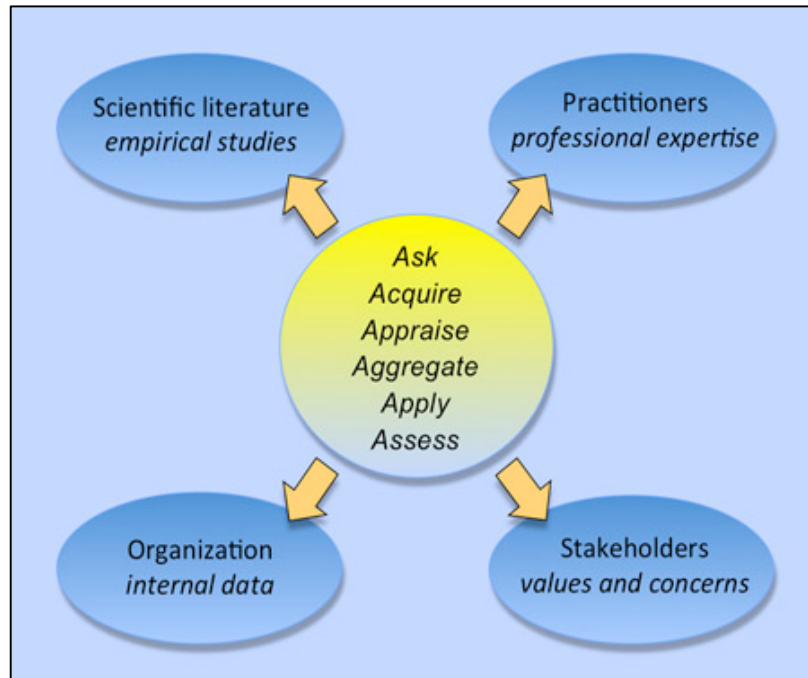 Scientific literature
empirical studies
Practitioners
professional expertise
Ask
Acquire
Appraise
Aggregate
Apply
Assess
Organization
internal data
Stakeholders
values and concerns